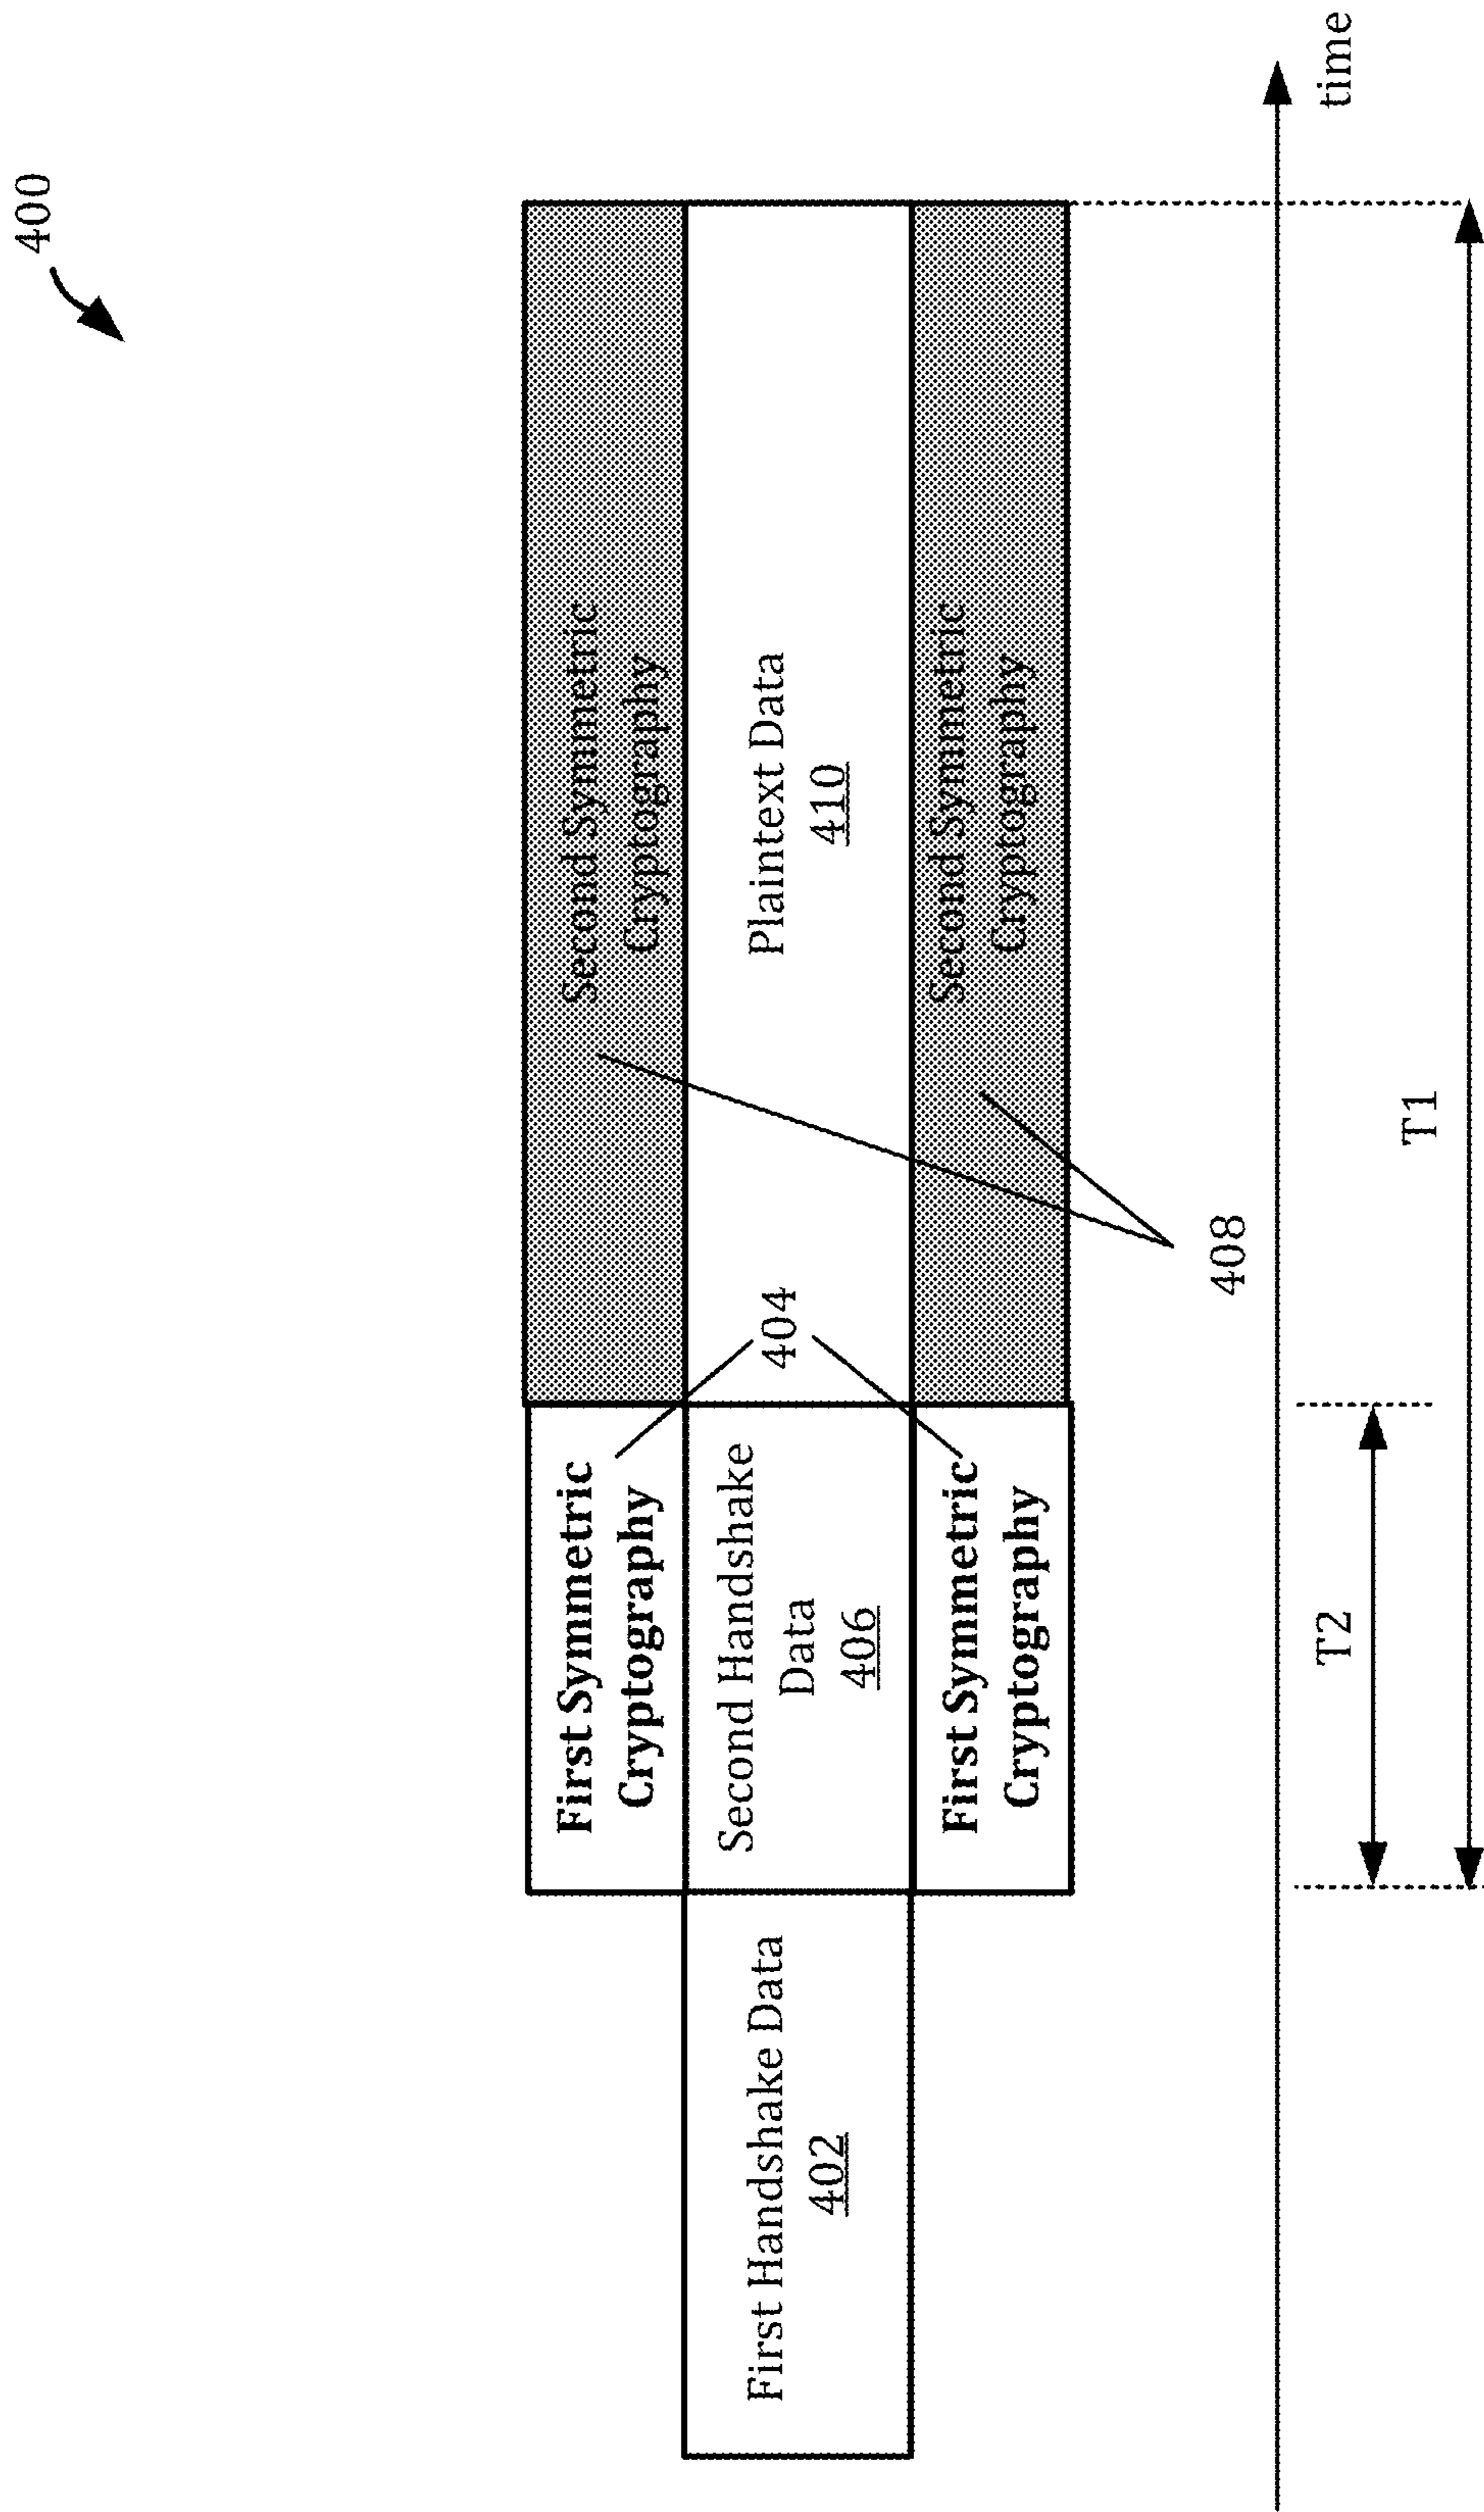 400
Second Symmetric
Cryptography
First Symmetric
Cryptography
First Handshake Data
402
Second Handshake
Data
406
404
Plaintext Data
410
First Symmetric
Cryptography
Second Symmetric
Cryptography
408
time
T2
T1